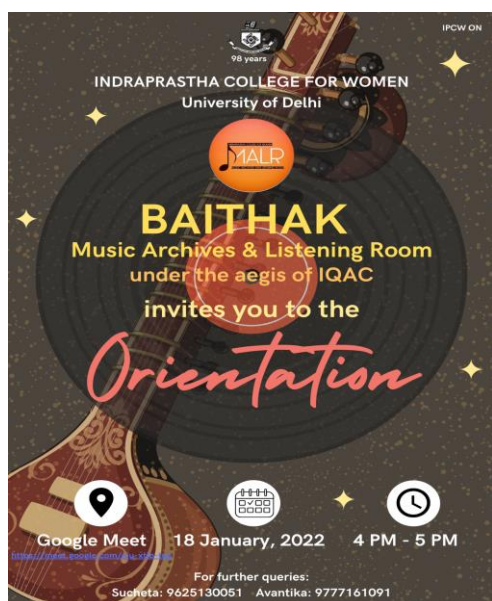 IPCW ON
98 years
INDRAPRASTHA COLLEGE FOR WOMEN
University of Delhi
MALR
BAITHAK
Music Archives & Listening Room
under the aegis of IQAC
invites you to the
Orientation
Google Meet 18 January, 2022 4 PM - 5 PM
For further queries:
Sucheta: 9625130051 Avantika: 9777161091